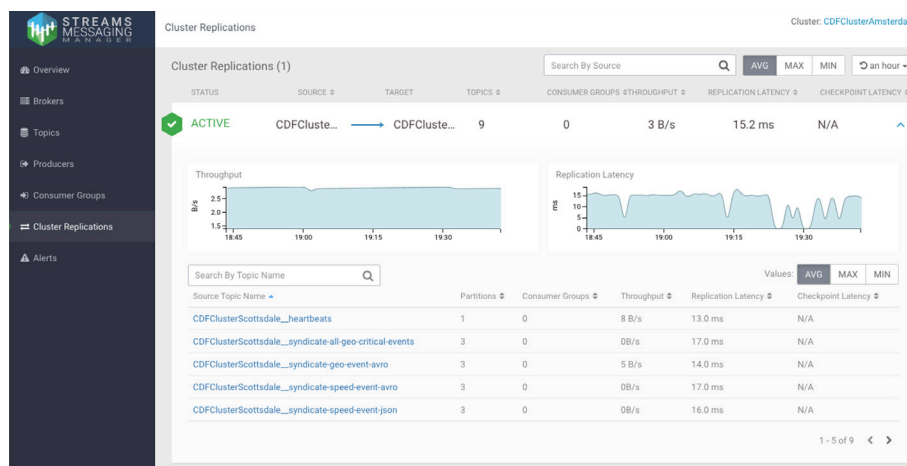 STREAMS
MESSAGING
MANAGER
Cluster Replications
Cluster: CDFClusterAmsterda
Overview
Brokers
Topics
Producers
Consumer Groups
Cluster Replications
Alerts
Cluster Replications (1)
Search By Source
AVG MAX MIN
an hour
STATUS SOURCE TARGET TOPICS CONSUMER GROUPS THROUGHPUT REPLICATION LATENCY CHECKPOINT LATENCY
ACTIVE CDFCluste... CDFCluste... 9 0 3 B/s 15.2 ms N/A
Throughput
B/s
2.5
2.0
1.5
18:45 19:00 19:15 19:30
Replication Latency
ms
15
10
5
0
18:45 19:00 19:15 19:30
Search By Topic Name
Values: AVG MAX MIN
Source Topic Name Partitions Consumer Groups Throughput Replication Latency Checkpoint Latency
CDFClusterScottsdale__heartbeats 1 0 8 B/s 13.0 ms N/A
CDFClusterScottsdale__syndicate-all-geo-critical-events 3 0 0B/s 17.0 ms N/A
CDFClusterScottsdale__syndicate-geo-event-avro 3 0 5 B/s 14.0 ms N/A
CDFClusterScottsdale__syndicate-speed-event-avro 3 0 0B/s 17.0 ms N/A
CDFClusterScottsdale__syndicate-speed-event-json 3 0 0B/s 16.0 ms N/A
1 - 5 of 9